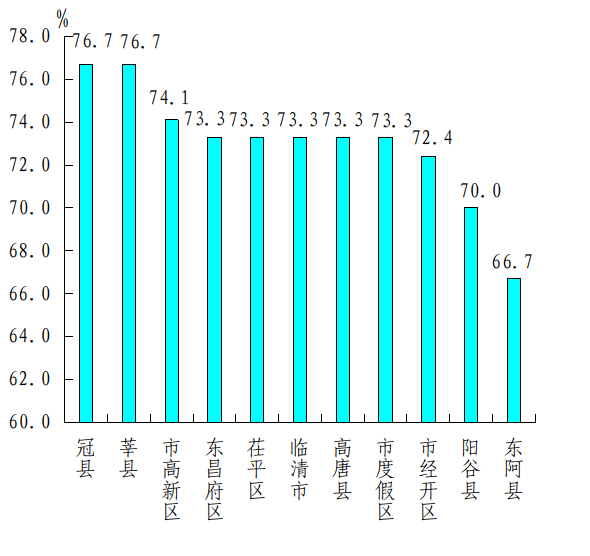 %
78.0
76.0
74.0
72.0
70.0
68.0
66.0
64.0
62.0
60.0
76.7
76.7
74.1
73.3
73.3
73.3
73.3
73.3
72.4
70.0
66.7
冠县
莘县
市高新区
东昌府区
茌平区
临清市
高唐县
市度假区
市经开区
阳谷县
东阿县